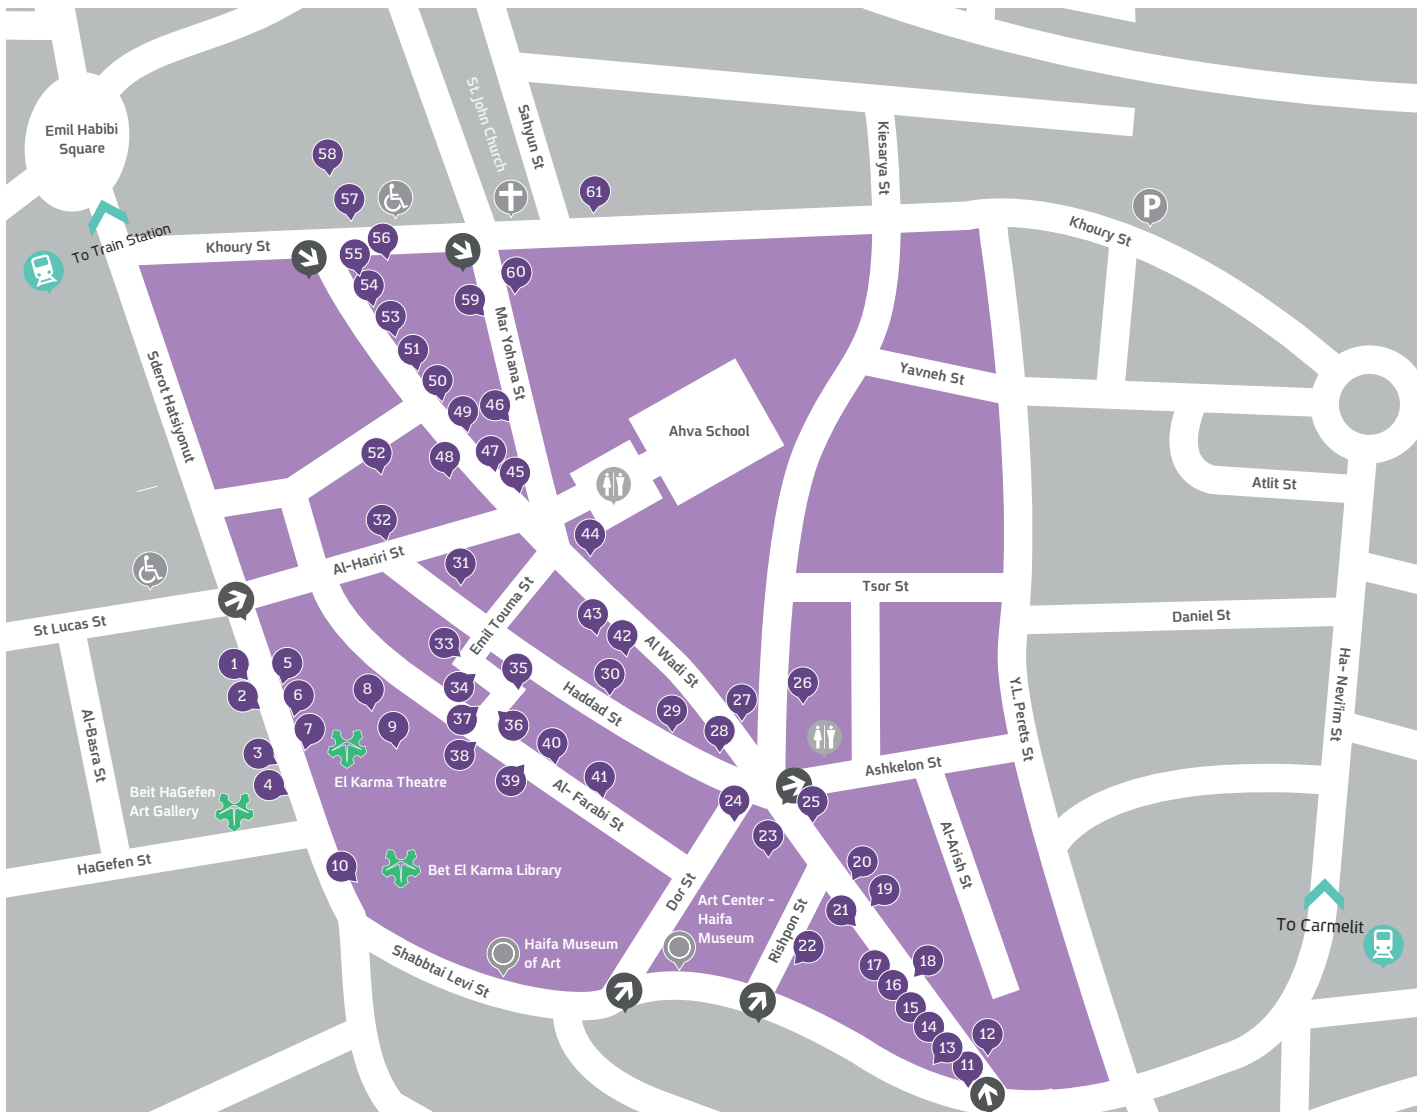 Emil Habibi
Square
To Train Station
Khoury St
St. John Church
Sahyun St
Kiesarya St
P
Khoury St
58
57
56
55
54
53
51
50
49
46
61
60
59
Mar Yohana St
Sderot Hatsiyonut
Yavneh St
Ahva School
Atlit St
52
48
47
45
44
32
31
Al-Hariri St
Emil Touma St
Tsor St
Daniel St
St Lucas St
Al-Basra St
HaGefen St
1
2
3
4
5
6
7
8
9
10
33
34
35
36
37
38
39
40
41
43
42
30
29
28
27
26
Al Wadi St
Haddad St
Al- Farabi St
El Karma Theatre
Beit HaGefen
Art Gallery
Bet El Karma Library
Y.L. Perets St
Ha- Nevi'im St
Ashkelon St
Al-Arish St
24
25
23
20
19
21
22
17
18
16
15
14
13
12
11
Dor St
Rishpon St
Art Center -
Haifa
Museum
Haifa Museum
of Art
Shabbtai Levi St
To Carmelit